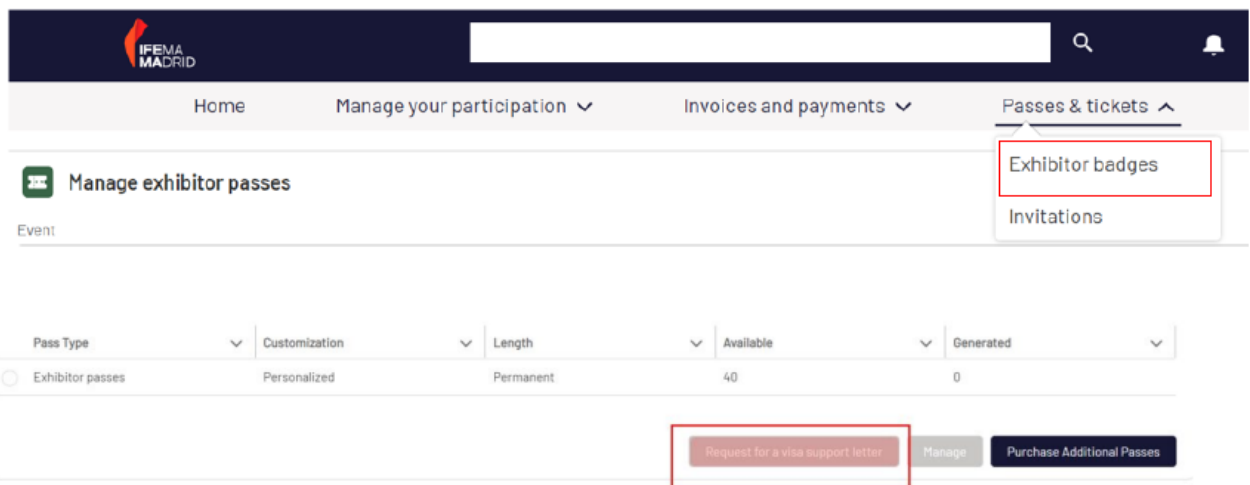 IFEMA
MADRID
Home Manage your participation Invoices and payments Passes & tickets
Exhibitor badges
Invitations
Manage exhibitor passes
Event
Pass Type Customization Length Available Generated
Exhibitor passes Personalized Permanent 40 0
Request for a visa support letter Manage Purchase Additional Passes